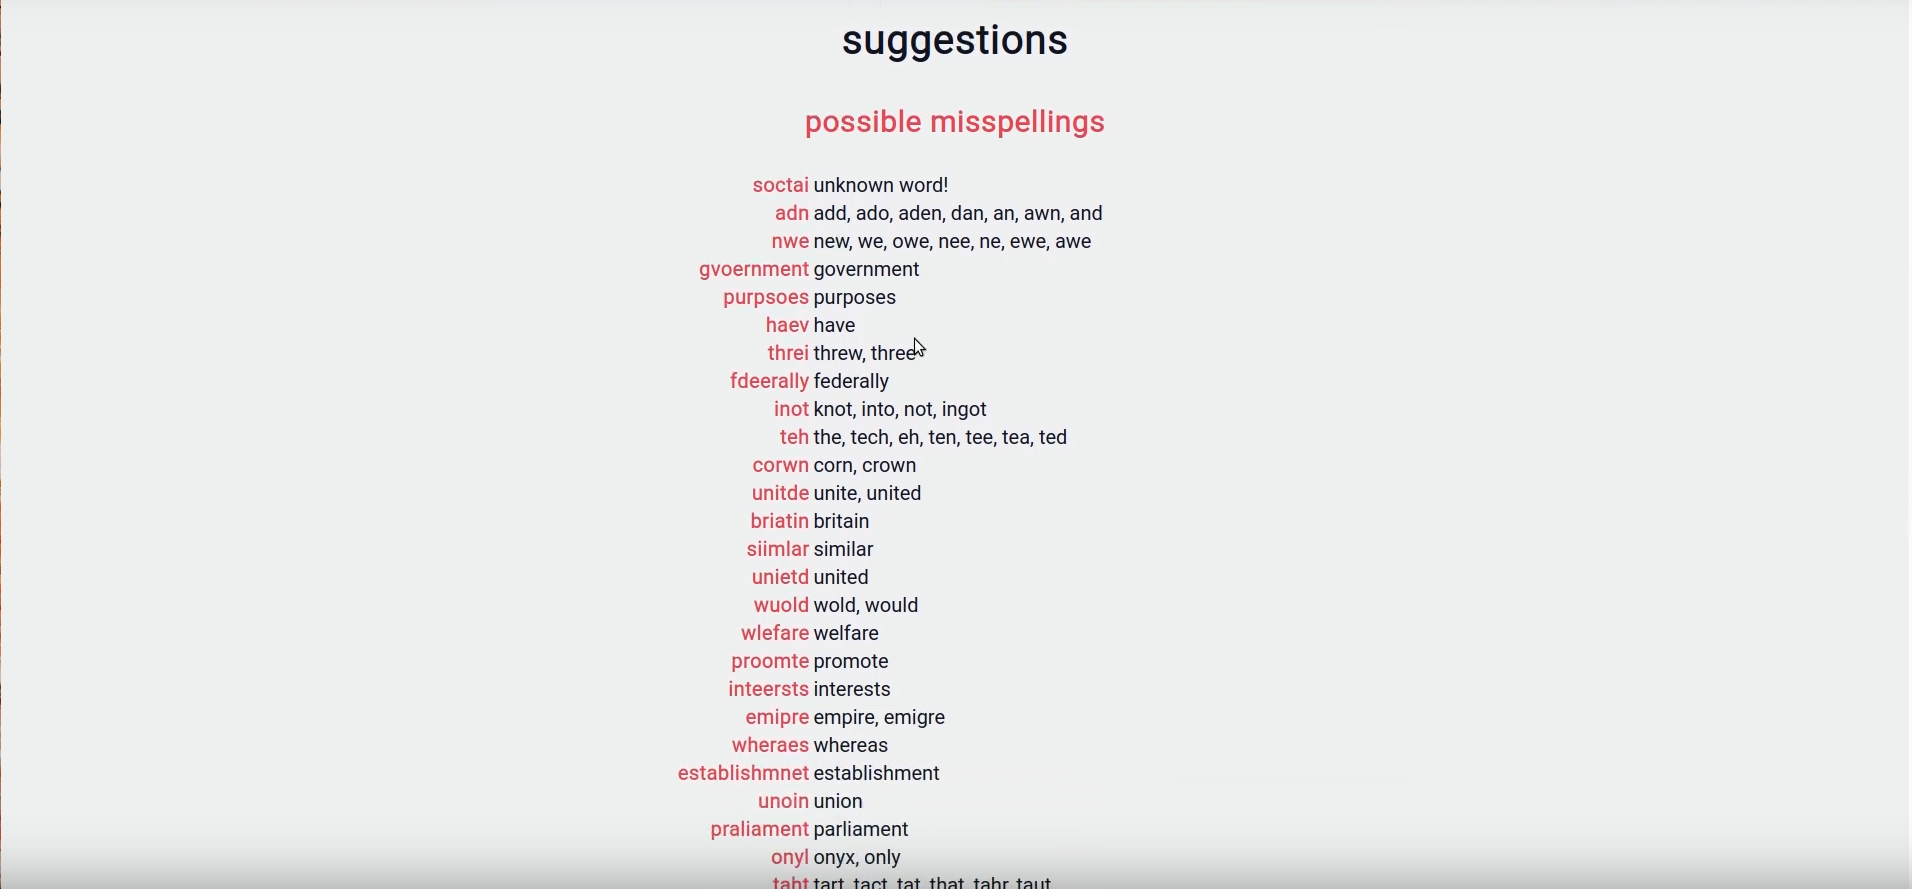 suggestions
possible misspellings
soctai unknown word!
adn add, ado, aden, dan, an, awn, and
nwe new, we, owe, nee, ne, ewe, awe
gvoernment government
purpsoes purposes
haev have
threi threw, three
fdeerally federally
inot knot, into, not, ingot
teh the, tech, eh, ten, tee, tea, ted
corwn corn, crown
unitde unite, united
briatin britain
siimlar similar
unietd united
wuold wold, would
wlefare welfare
proomte promote
inteersts interests
emipre empire, emigre
wheraes whereas
establishmnet establishment
unoin union
praliament parliament
onyl onyx, only
taht tart, tact, tat, that, tahr, taut